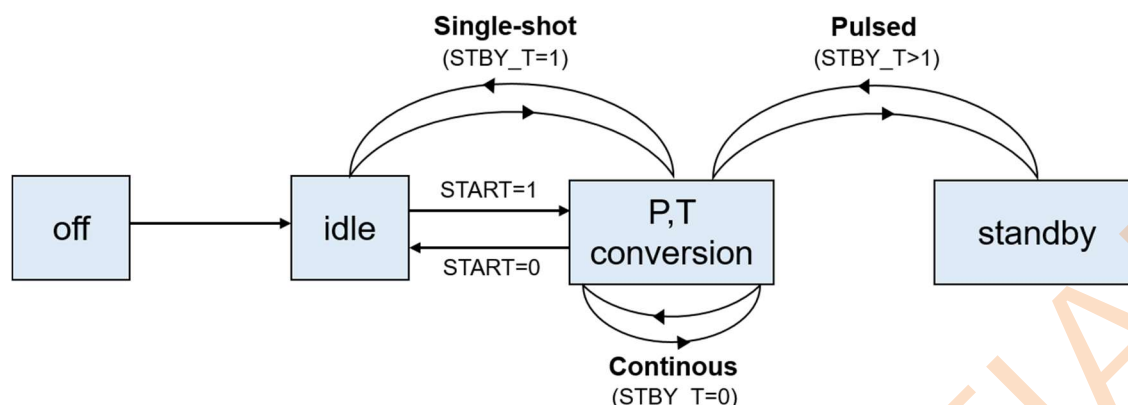 Single-shot
(STBY_T=1)
Pulsed
(STBY_T>1)
off
idle
START=1
START=0
P,T
conversion
standby
Continous
(STBY_T=0)